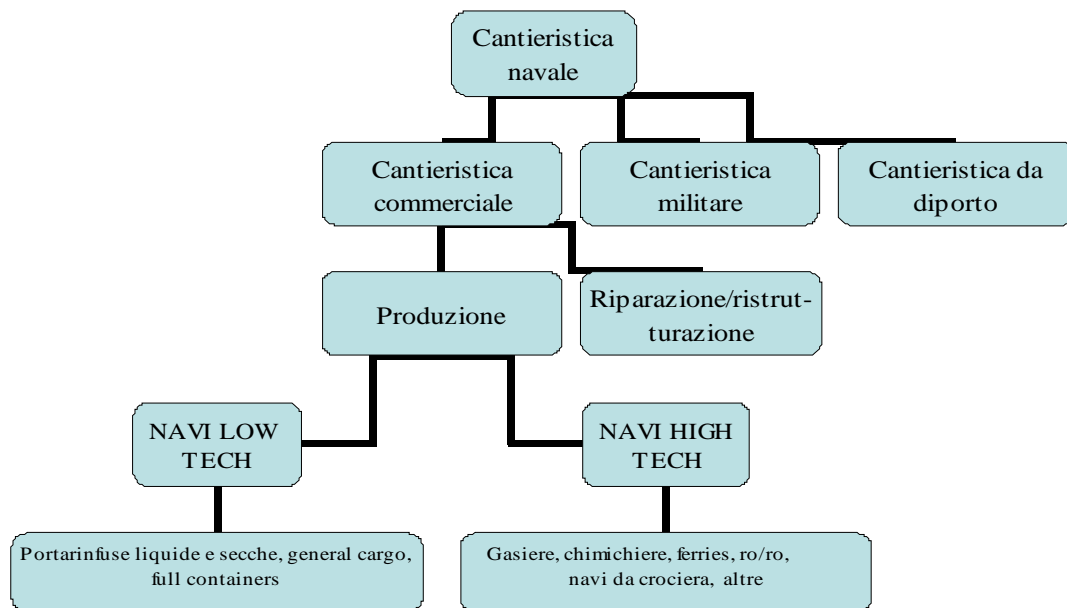 Cantieristica
navale
Cantieristica
commerciale
Cantieristica
militare
Cantieristica da
diporto
Produzione
Riparazione/ristrut-
turazione
NAVI LOW
TECH
NAVI HIGH
TECH
Portarinfuse liquide e secche, general cargo,
full containers
Gasiere, chimichiere, ferries, ro/ro,
navi da crociera, altre